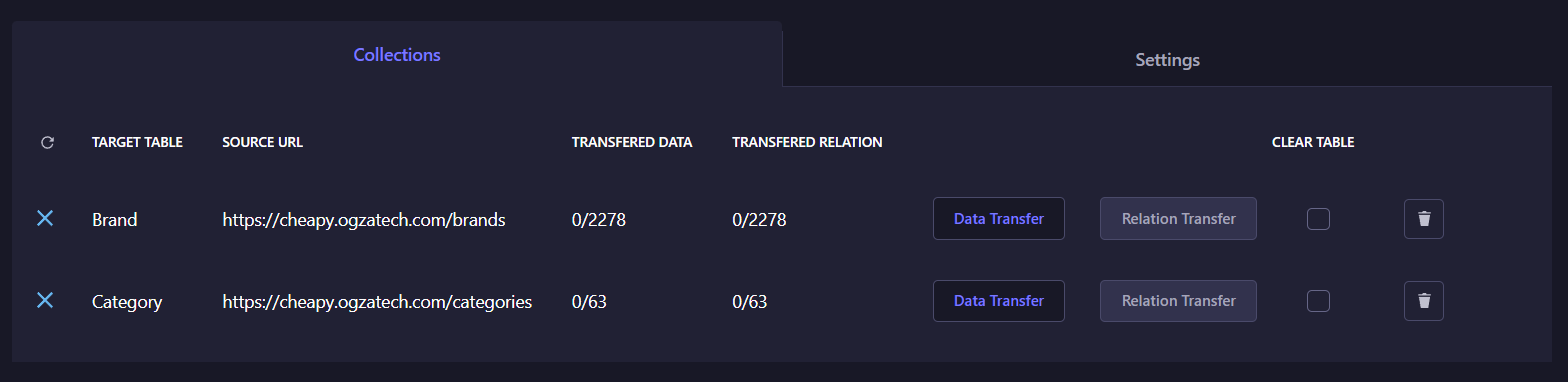 Collections
Settings
TARGET TABLE SOURCE URL TRANSFERED DATA TRANSFERED RELATION CLEAR TABLE
Brand https://cheapy.ogzatech.com/brands 0/2278 0/2278 Data Transfer Relation Transfer
Category https://cheapy.ogzatech.com/categories 0/63 0/63 Data Transfer Relation Transfer